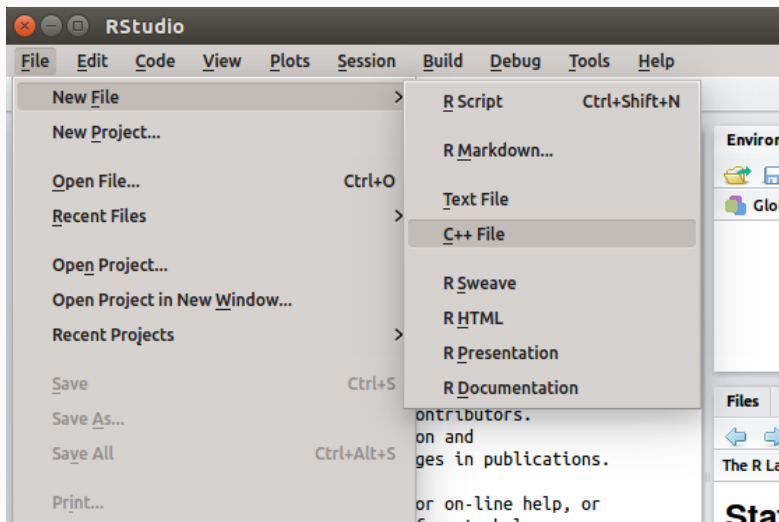 RStudio
File Edit Code View Plots Session Build Debug Tools Help
New File
New Project...
Open File... Ctrl+O
Recent Files
Open Project...
Open Project in New Window...
Recent Projects
Save Ctrl+S
Save As...
Save All Ctrl+Alt+S
Print...
R Script Ctrl+Shift+N
R Markdown...
Text File
C++ File
R Sweave
R HTML
R Presentation
R Documentation
ontributors.
on and
ges in publications.
or on-line help, or
Environ
Glo
Files
The R La
Sta